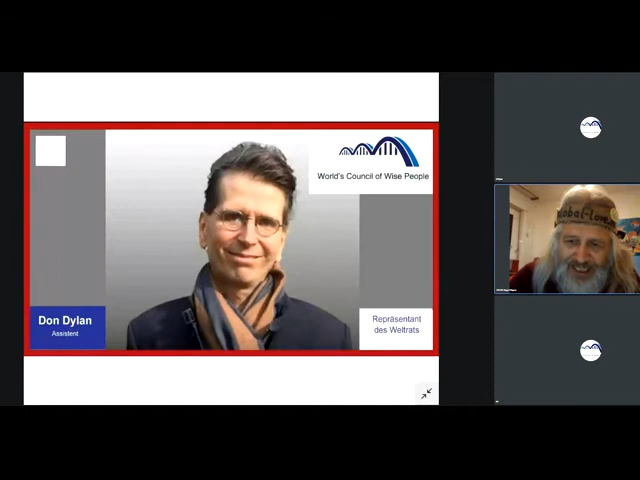 World's Council of Wise People
Don Dylan
Assistent
Repräsentant
des Weltrats